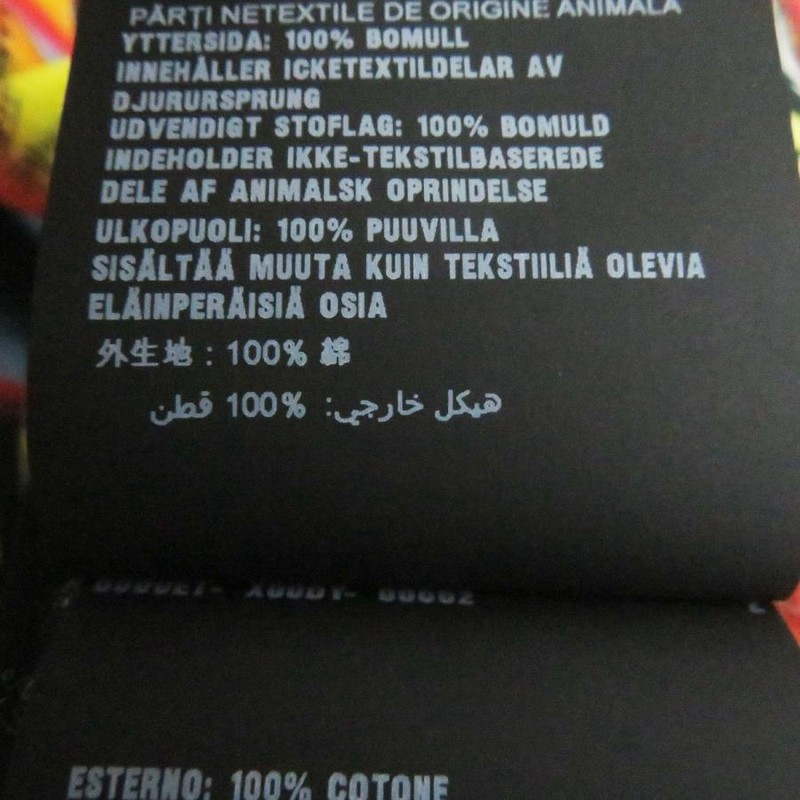 PĂRȚI NETEXTILE DE ORIGINE ANIMALĂ
YTTERSIDA: 100% BOMULL
INNEHÅLLER ICKETEXTILDELAR AV
DJURURSPRUNG
UDVENDIGT STOFLAG: 100% BOMULD
INDEHOLDER IKKE-TEKSTILBASEREDE
DELE AF ANIMALSK OPRINDELSE
ULKOPUOLI: 100% PUUVILLA
SISÄLTÄÄ MUUTA KUIN TEKSTIILIÄ OLEVIA
ELÄINPERÄISIÄ OSIA
外生地 : 100% 綿
هيكل خارجي: 100% قطن
ESTERNO: 100% COTONE